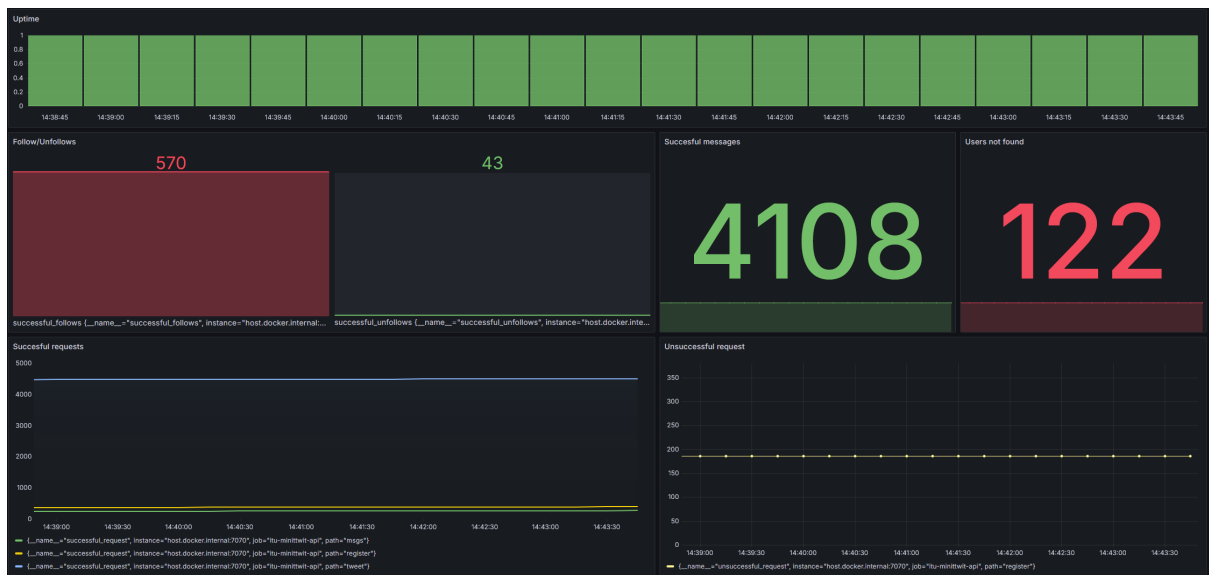 Uptime
1
0.8
0.6
0.4
0.2
0
14:38:45 14:39:00 14:39:15 14:39:30 14:39:45 14:40:00 14:40:15 14:40:30 14:40:45 14:41:00 14:41:15 14:41:30 14:41:45 14:42:00 14:42:15 14:42:30 14:42:45 14:43:00 14:43:15 14:43:30 14:43:45
Follow/Unfollows
570
43
successful_follows {__name__="successful_follows", instance="host.docker.internal:...
successful_unfollows {__name__="successful_unfollows", instance="host.docker.inte...
Succesful messages
4108
Users not found
122
Succesful requests
5000
4000
3000
2000
1000
0
14:39:00 14:39:30 14:40:00 14:40:30 14:41:00 14:41:30 14:42:00 14:42:30 14:43:00 14:43:30
{__name__="successful_request", instance="host.docker.internal:7070", job="itu-minittwit-api", path="msgs"}
{__name__="successful_request", instance="host.docker.internal:7070", job="itu-minittwit-api", path="register"}
{__name__="successful_request", instance="host.docker.internal:7070", job="itu-minittwit-api", path="tweet"}
Unsuccessful request
350
300
250
200
150
100
50
0
14:39:00 14:39:30 14:40:00 14:40:30 14:41:00 14:41:30 14:42:00 14:42:30 14:43:00 14:43:30
{__name__="unsuccessful_request", instance="host.docker.internal:7070", job="itu-minittwit-api", path="register"}